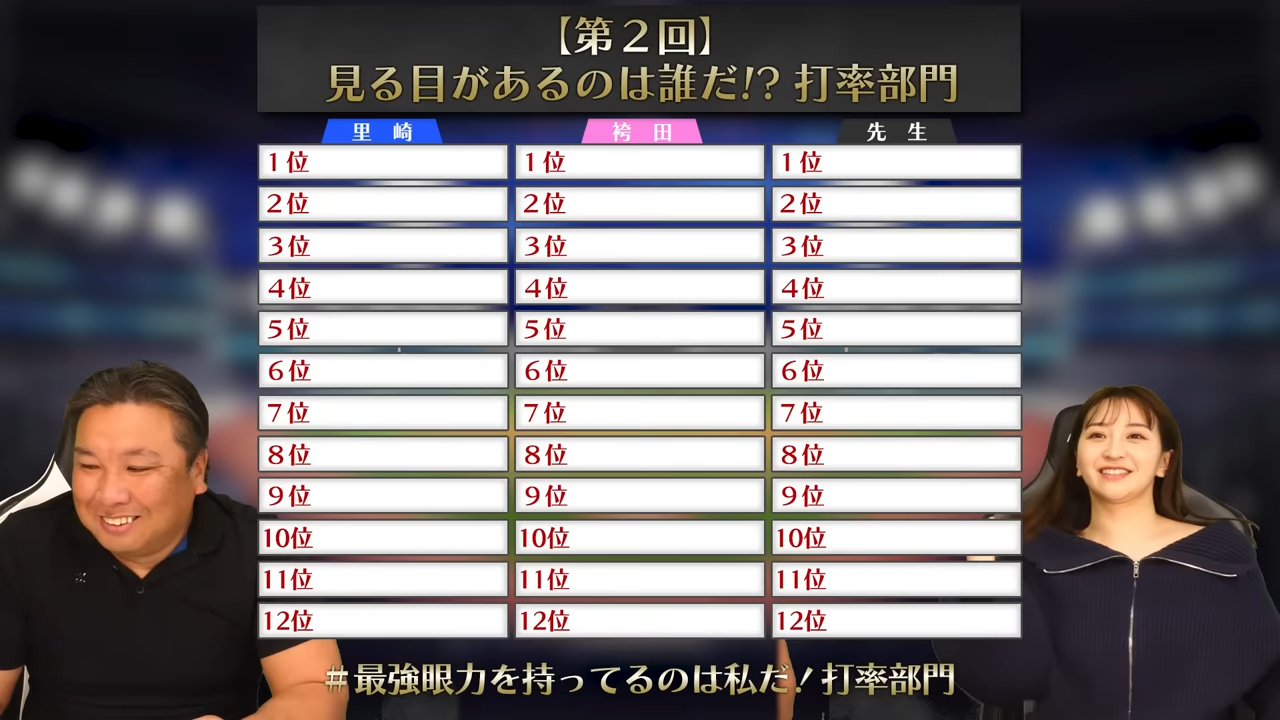 【第２回】
見る目があるのは誰だ!? 打率部門
里崎 袴田 先生
1位 1位 1位
2位 2位 2位
3位 3位 3位
4位 4位 4位
5位 5位 5位
6位 6位 6位
7位 7位 7位
8位 8位 8位
9位 9位 9位
10位 10位 10位
11位 11位 11位
12位 12位 12位
#最強眼力を持ってるのは私だ!打率部門